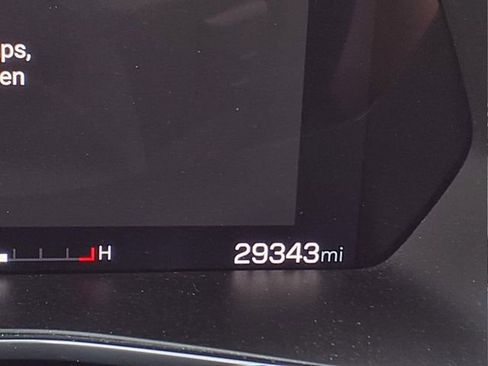 ps,
en
H
29343mi